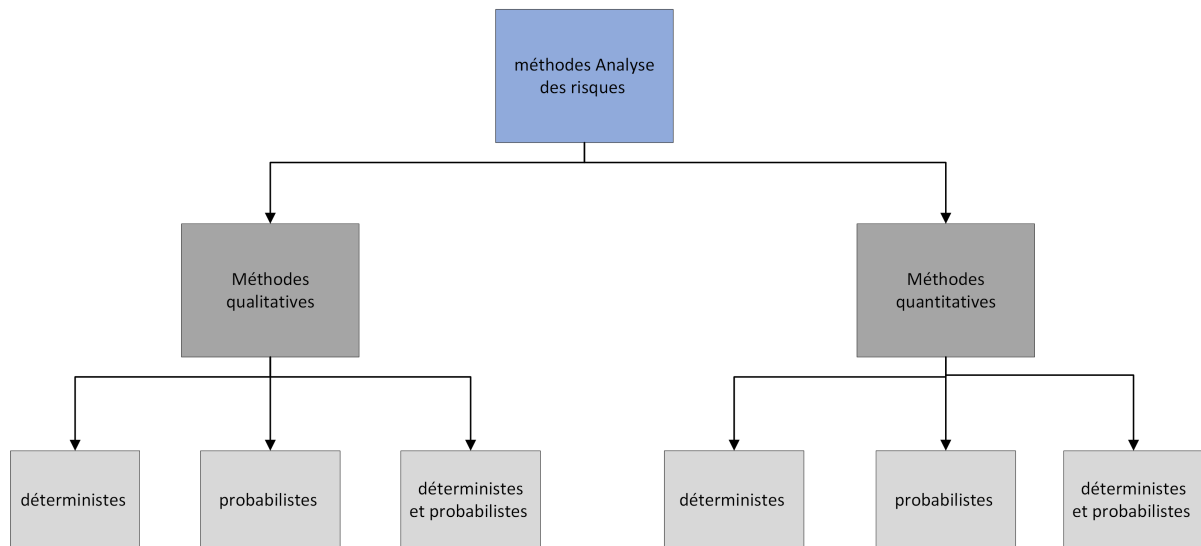 méthodes Analyse
des risques
Méthodes
qualitatives
Méthodes
quantitatives
déterministes
probabilistes
déterministes
et probabilistes
déterministes
probabilistes
déterministes
et probabilistes